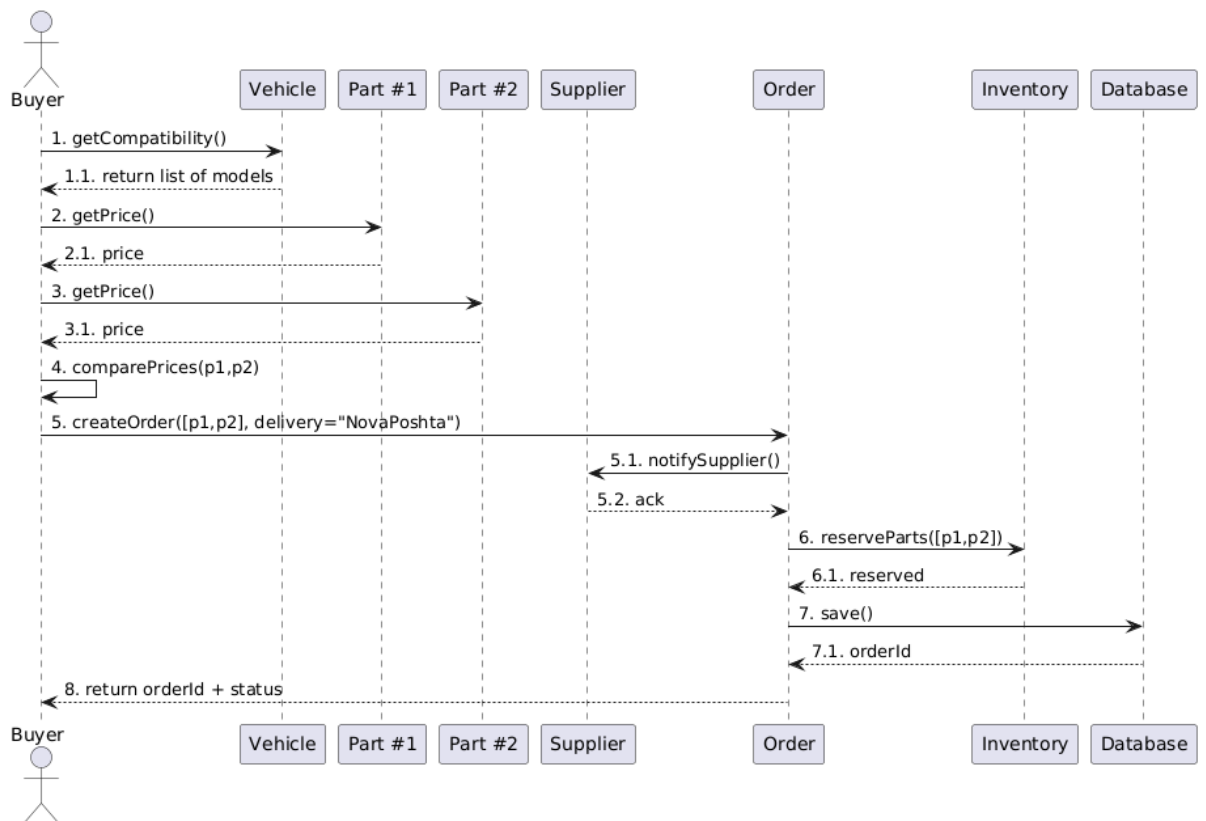 Buyer
Vehicle
Part #1
Part #2
Supplier
Order
Inventory
Database
1. getCompatibility()
1.1. return list of models
2. getPrice()
2.1. price
3. getPrice()
3.1. price
4. comparePrices(p1,p2)
5. createOrder([p1,p2], delivery="NovaPoshta")
5.1. notifySupplier()
5.2. ack
6. reserveParts([p1,p2])
6.1. reserved
7. save()
7.1. orderId
8. return orderId + status
Buyer
Vehicle
Part #1
Part #2
Supplier
Order
Inventory
Database